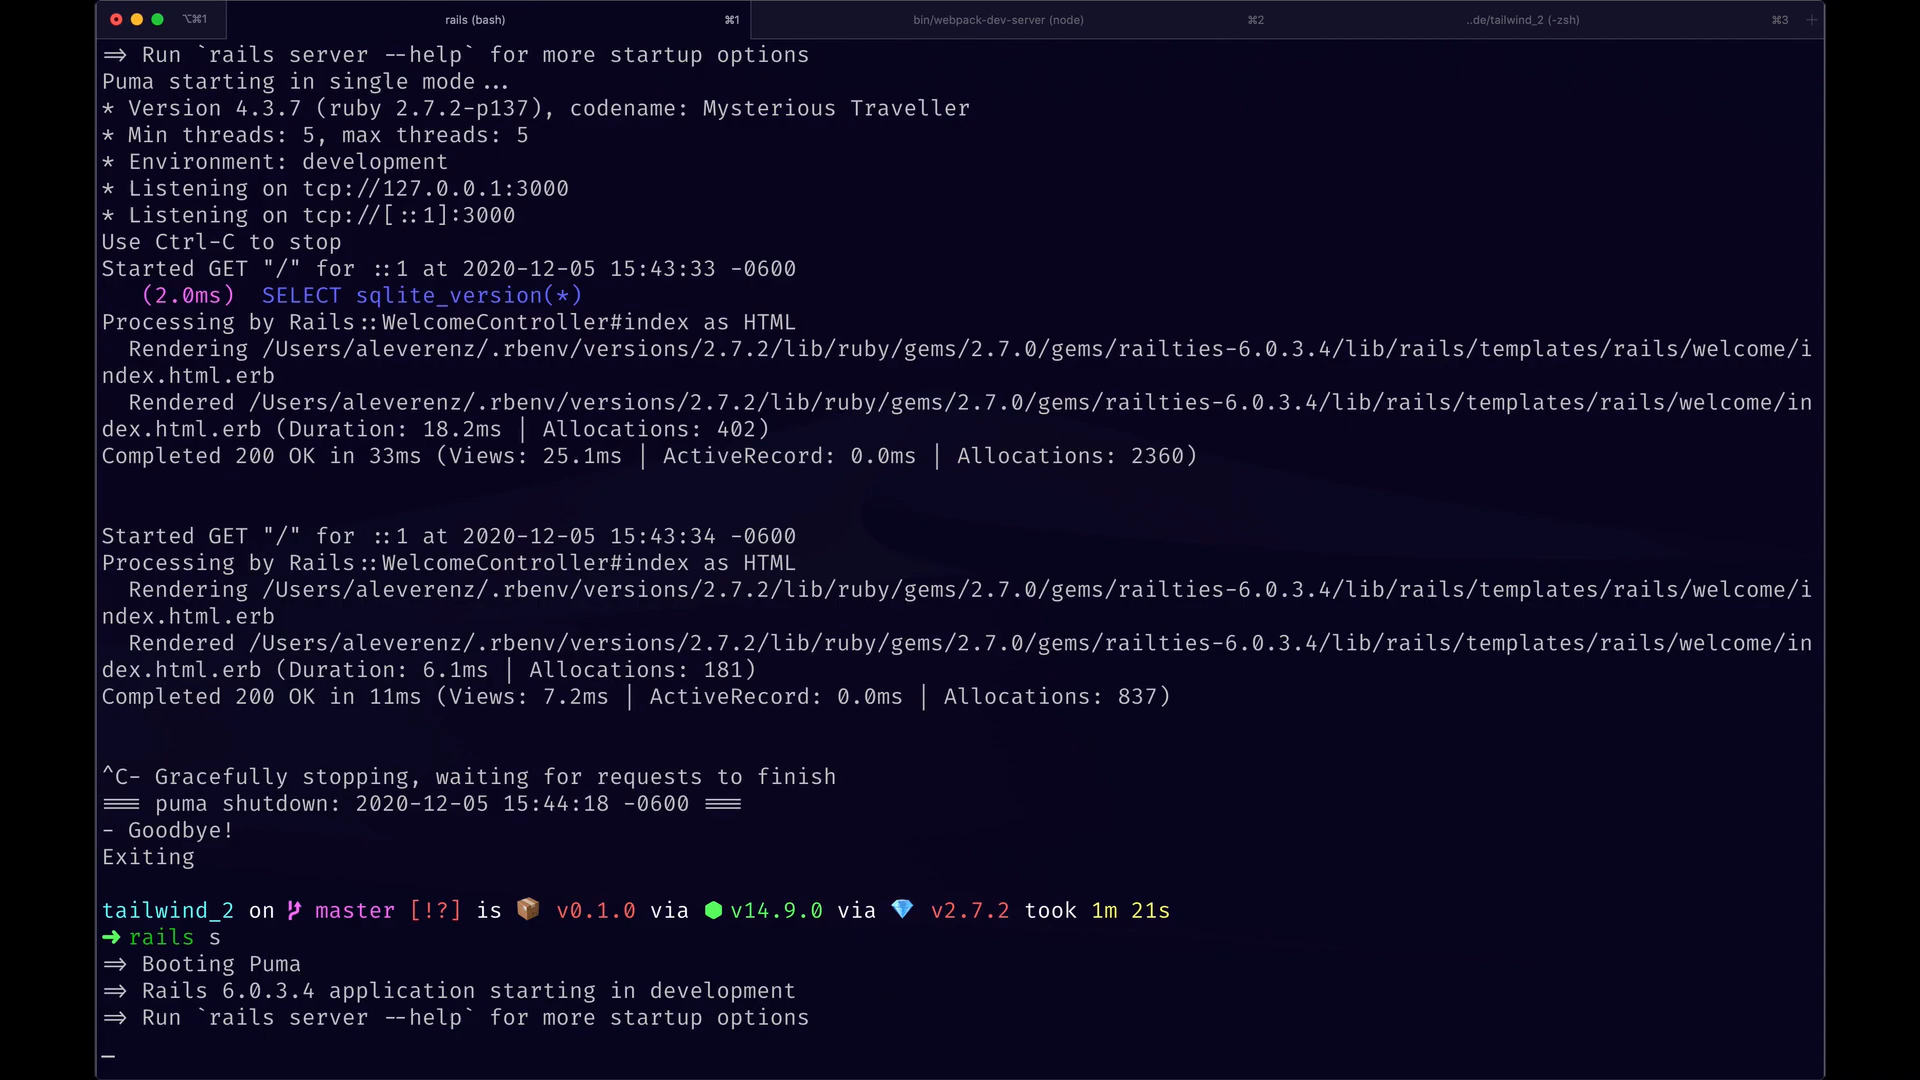 ⌥⌘1 rails (bash) ⌘1 bin/webpack-dev-server (node) ⌘2 ..de/tailwind_2 (-zsh) ⌘3 +
=> Run `rails server --help` for more startup options
Puma starting in single mode...
* Version 4.3.7 (ruby 2.7.2-p137), codename: Mysterious Traveller
* Min threads: 5, max threads: 5
* Environment: development
* Listening on tcp://127.0.0.1:3000
* Listening on tcp://[::1]:3000
Use Ctrl-C to stop
Started GET "/" for ::1 at 2020-12-05 15:43:33 -0600
(2.0ms) SELECT sqlite_version(*)
Processing by Rails::WelcomeController#index as HTML
Rendering /Users/aleverenz/.rbenv/versions/2.7.2/lib/ruby/gems/2.7.0/gems/railties-6.0.3.4/lib/rails/templates/rails/welcome/i
ndex.html.erb
Rendered /Users/aleverenz/.rbenv/versions/2.7.2/lib/ruby/gems/2.7.0/gems/railties-6.0.3.4/lib/rails/templates/rails/welcome/in
dex.html.erb (Duration: 18.2ms | Allocations: 402)
Completed 200 OK in 33ms (Views: 25.1ms | ActiveRecord: 0.0ms | Allocations: 2360)
Started GET "/" for ::1 at 2020-12-05 15:43:34 -0600
Processing by Rails::WelcomeController#index as HTML
Rendering /Users/aleverenz/.rbenv/versions/2.7.2/lib/ruby/gems/2.7.0/gems/railties-6.0.3.4/lib/rails/templates/rails/welcome/i
ndex.html.erb
Rendered /Users/aleverenz/.rbenv/versions/2.7.2/lib/ruby/gems/2.7.0/gems/railties-6.0.3.4/lib/rails/templates/rails/welcome/in
dex.html.erb (Duration: 6.1ms | Allocations: 181)
Completed 200 OK in 11ms (Views: 7.2ms | ActiveRecord: 0.0ms | Allocations: 837)
^C- Gracefully stopping, waiting for requests to finish
=== puma shutdown: 2020-12-05 15:44:18 -0600 ===
- Goodbye!
Exiting
tailwind_2 on master [!?] is 📦 v0.1.0 via ⬢ v14.9.0 via 💎 v2.7.2 took 1m 21s
➜ rails s
=> Booting Puma
=> Rails 6.0.3.4 application starting in development
=> Run `rails server --help` for more startup options